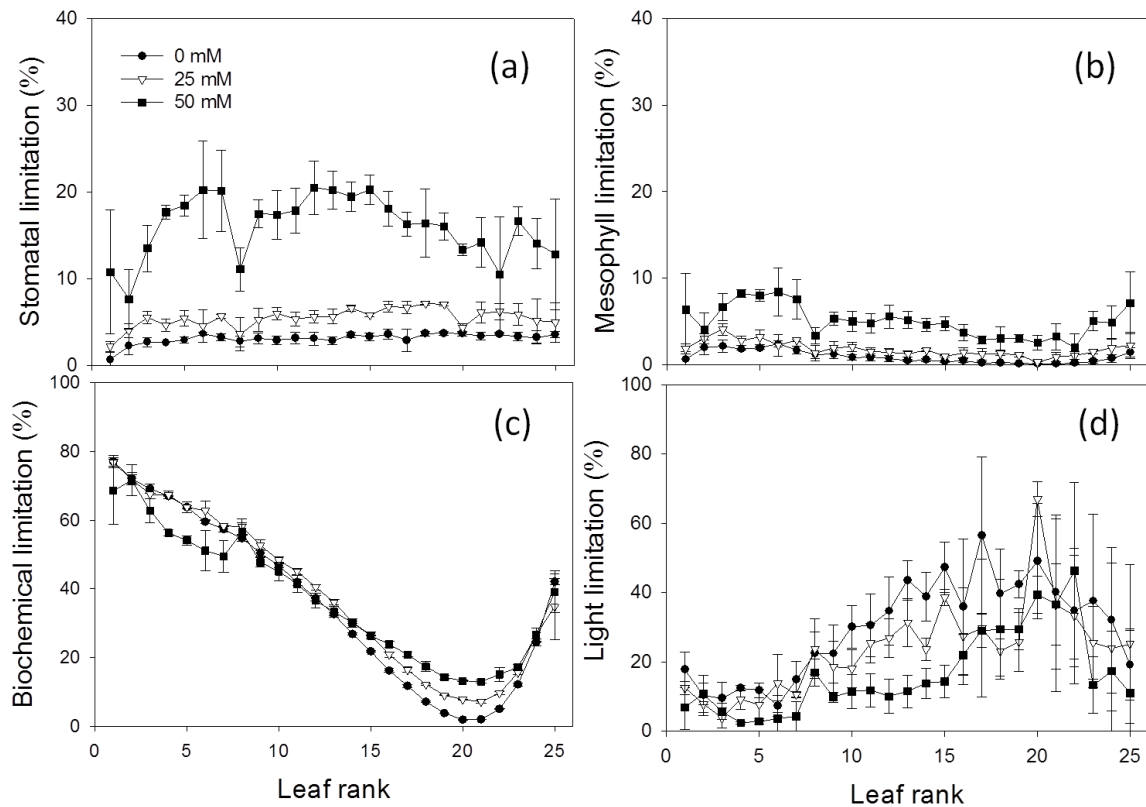 40
30
20
10
0
Stomatal limitation (%)
(a)
0 mM
25 mM
50 mM
40
30
20
10
0
Mesophyll limitation (%)
(b)
100
80
60
40
20
0
Biochemical limitation (%)
(c)
0 5 10 15 20 25
Leaf rank
100
80
60
40
20
0
Light limitation (%)
(d)
0 5 10 15 20 25
Leaf rank